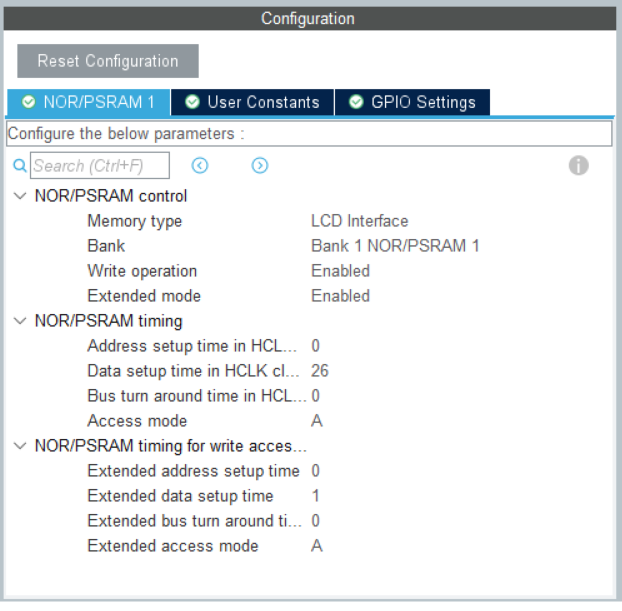 Configuration
Reset Configuration
NOR/PSRAM 1 User Constants GPIO Settings
Configure the below parameters :
Search (Ctrl+F)
NOR/PSRAM control
Memory type LCD Interface
Bank Bank 1 NOR/PSRAM 1
Write operation Enabled
Extended mode Enabled
NOR/PSRAM timing
Address setup time in HCL... 0
Data setup time in HCLK cl... 26
Bus turn around time in HCL... 0
Access mode A
NOR/PSRAM timing for write acces...
Extended address setup time 0
Extended data setup time 1
Extended bus turn around ti... 0
Extended access mode A